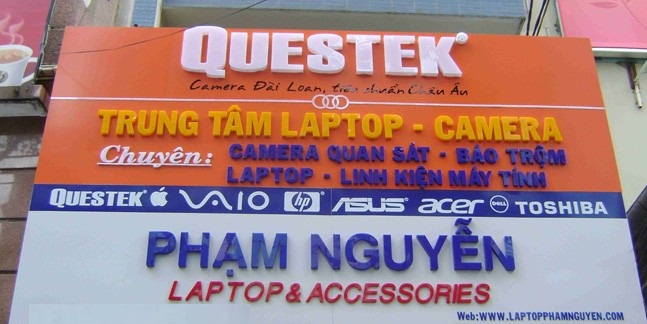 QUESTEK®
Camera Đài Loan, tiêu chuẩn Châu Âu
TRUNG TÂM LAPTOP - CAMERA
Chuyên: CAMERA QUAN SÁT - BÁO TRỘM
LAPTOP - LINH KIỆN MÁY TÍNH
QUESTEK VAIO hp ASUS acer DELL TOSHIBA
PHẠM NGUYỄN
LAPTOP & ACCESSORIES
Web:WWW.LAPTOPPHAMNGUYEN.COM